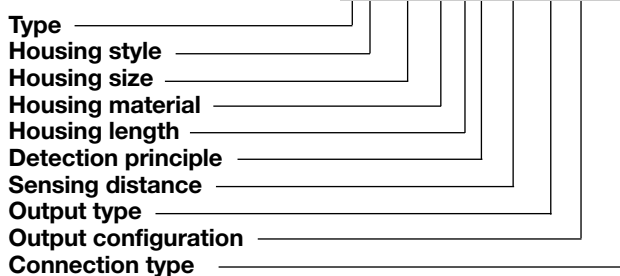 Type
Housing style
Housing size
Housing material
Housing length
Detection principle
Sensing distance
Output type
Output configuration
Connection type